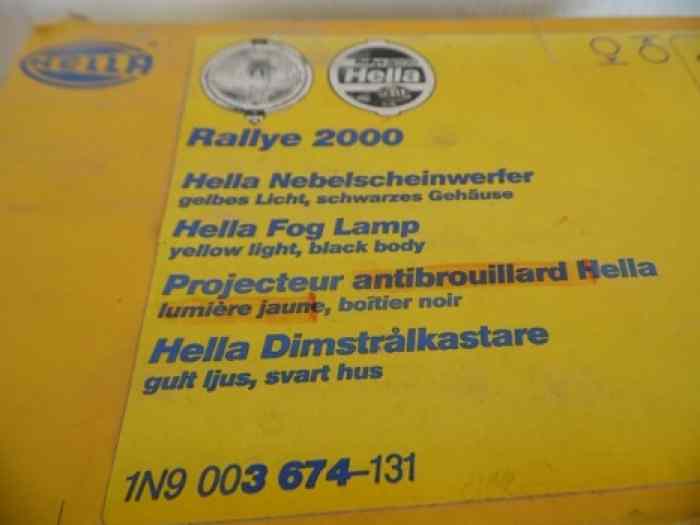 Hella
Hella
Rallye 2000
Hella Nebelscheinwerfer
gelbes Licht, schwarzes Gehäuse
Hella Fog Lamp
yellow light, black body
Projecteur antibrouillard Hella
lumière jaune, boîtier noir
Hella Dimstrålkastare
gult ljus, svart hus
1N9 003 674-131